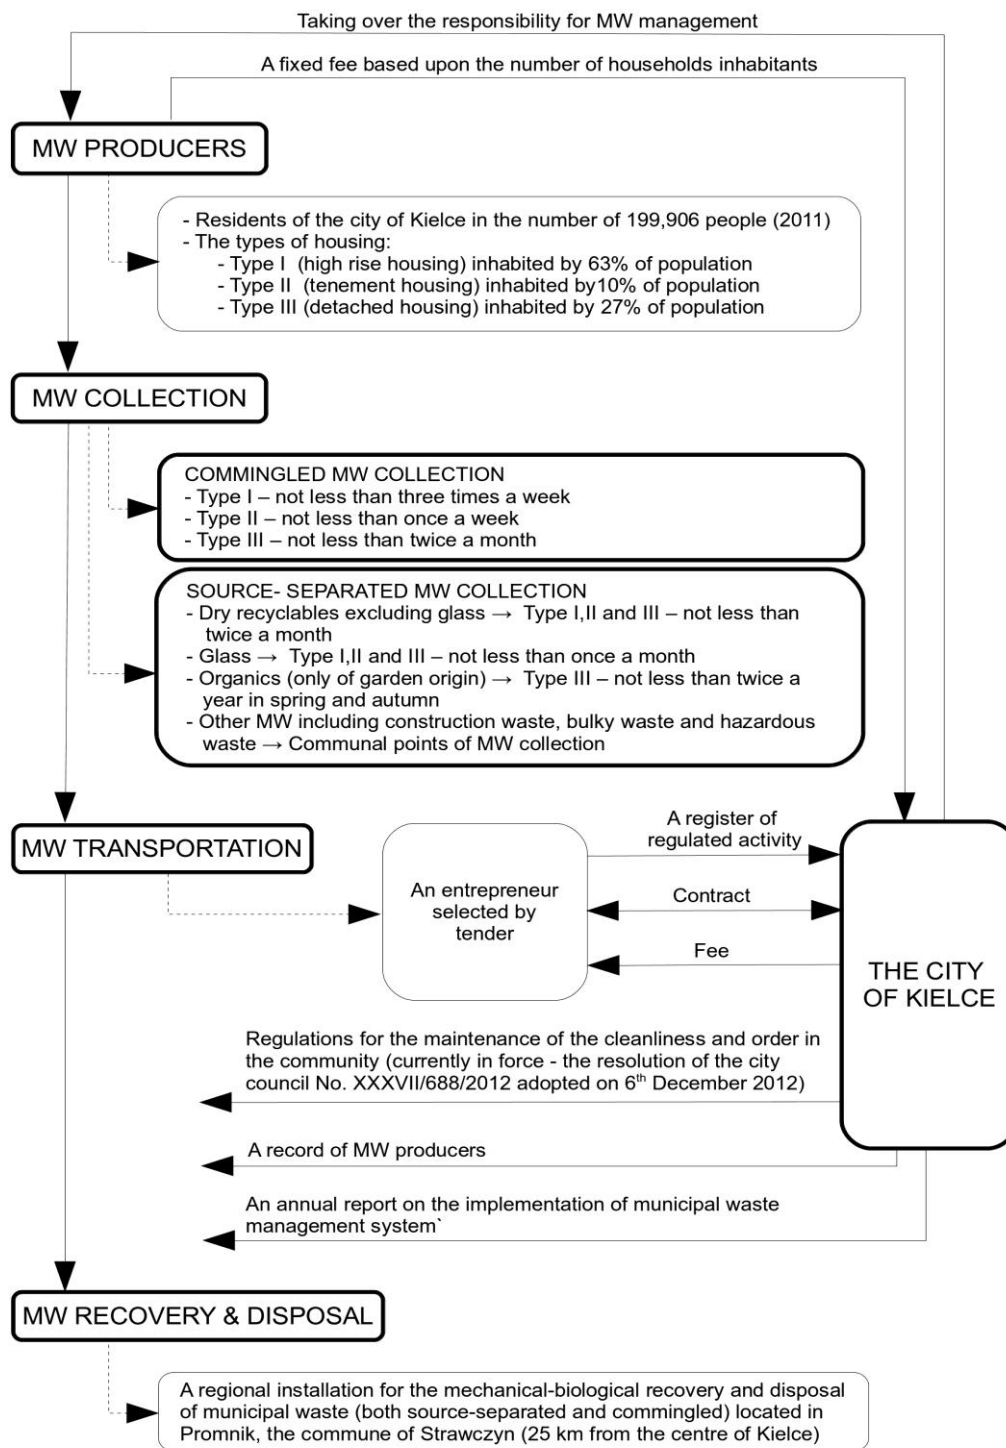 Taking over the responsibility for MW management
A fixed fee based upon the number of households inhabitants
MW PRODUCERS
- Residents of the city of Kielce in the number of 199,906 people (2011)
- The types of housing:
- Type I (high rise housing) inhabited by 63% of population
- Type II (tenement housing) inhabited by10% of population
- Type III (detached housing) inhabited by 27% of population
MW COLLECTION
COMMINGLED MW COLLECTION
- Type I – not less than three times a week
- Type II – not less than once a week
- Type III – not less than twice a month
SOURCE- SEPARATED MW COLLECTION
- Dry recyclables excluding glass → Type I,II and III – not less than
twice a month
- Glass → Type I,II and III – not less than once a month
- Organics (only of garden origin) → Type III – not less than twice a
year in spring and autumn
- Other MW including construction waste, bulky waste and hazardous
waste → Communal points of MW collection
MW TRANSPORTATION
An entrepreneur
selected by
tender
A register of
regulated activity
Contract
Fee
THE CITY
OF KIELCE
Regulations for the maintenance of the cleanliness and order in
the community (currently in force - the resolution of the city
council No. XXXVII/688/2012 adopted on 6th December 2012)
A record of MW producers
An annual report on the implementation of municipal waste
management system`
MW RECOVERY & DISPOSAL
A regional installation for the mechanical-biological recovery and disposal
of municipal waste (both source-separated and commingled) located in
Promnik, the commune of Strawczyn (25 km from the centre of Kielce)